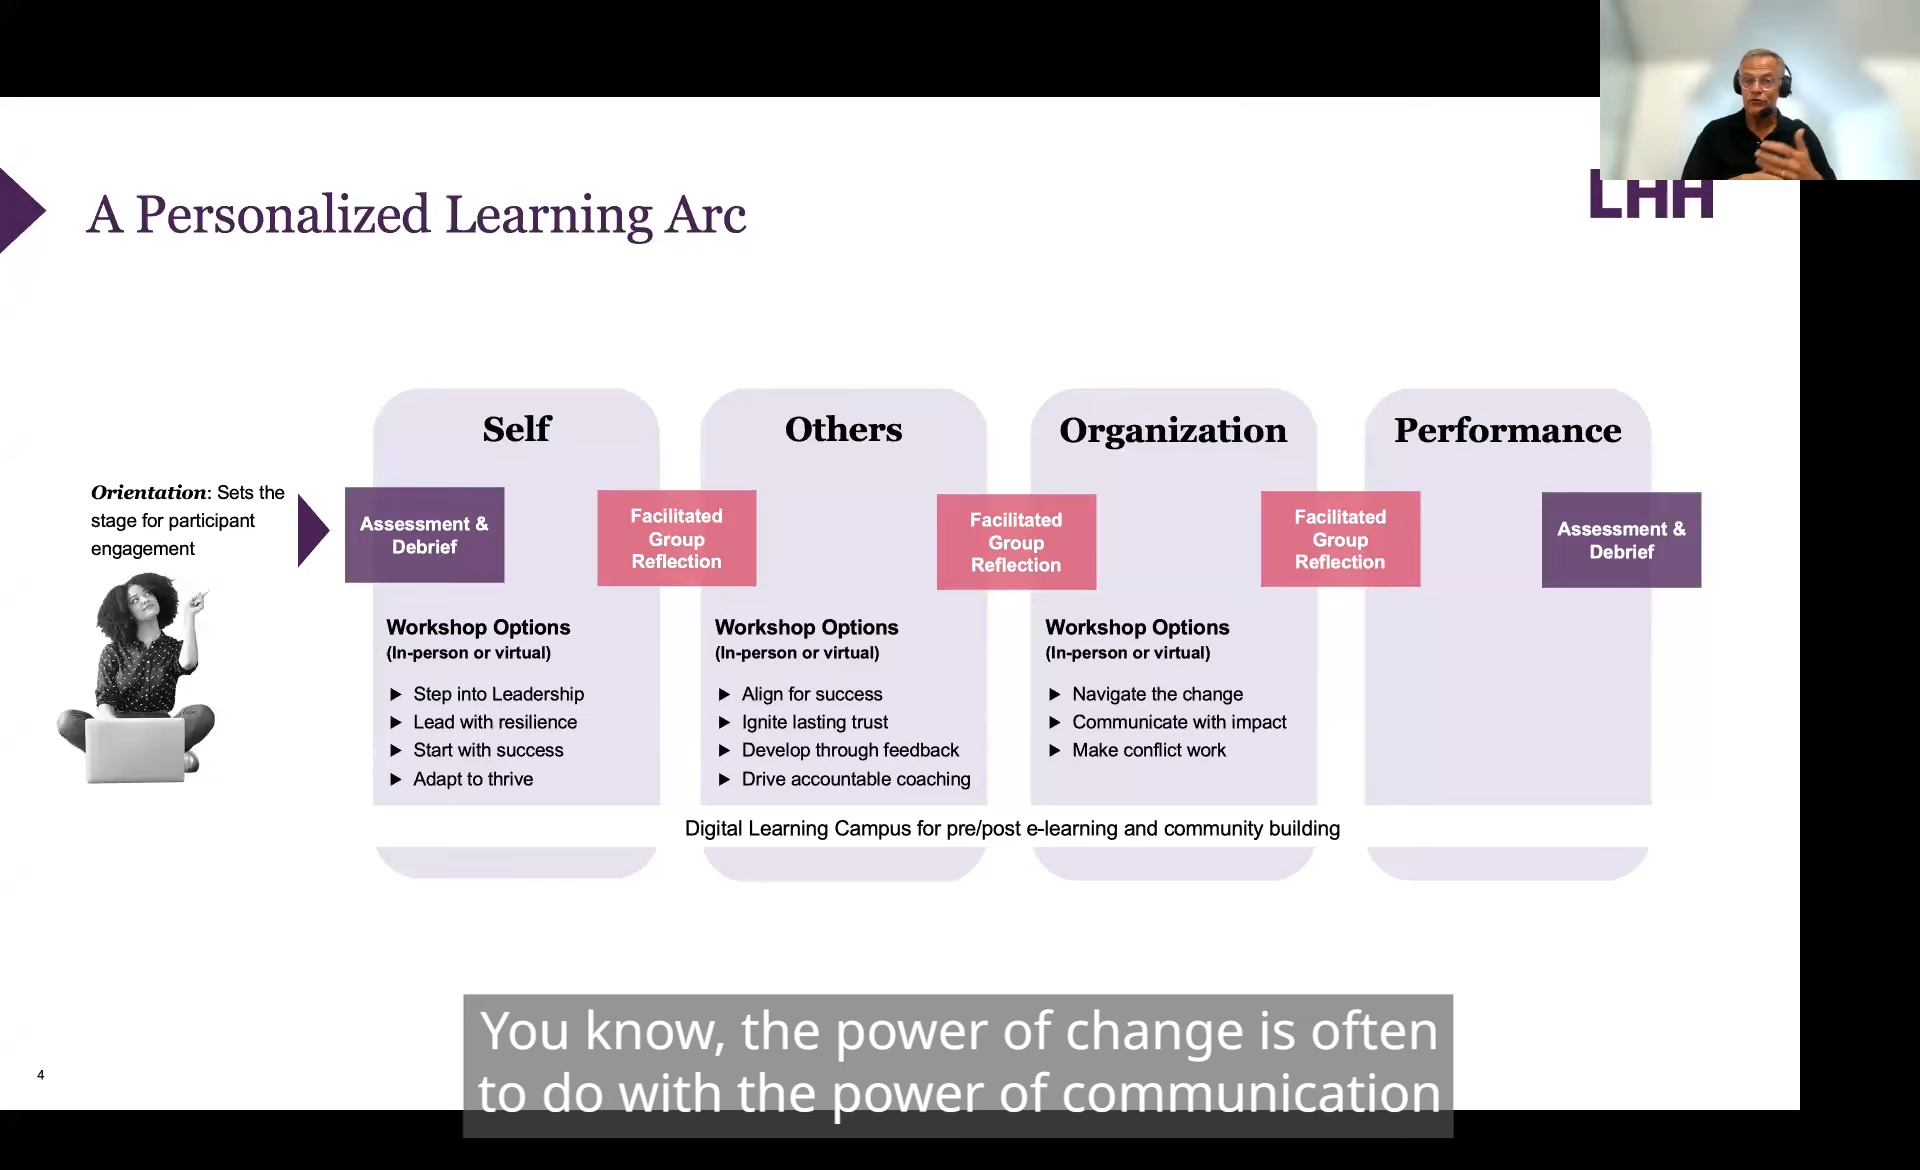 A Personalized Learning Arc
LHH
Self
Others
Organization
Performance
Orientation: Sets the
stage for participant
engagement
Assessment &
Debrief
Facilitated
Group
Reflection
Facilitated
Group
Reflection
Facilitated
Group
Reflection
Assessment &
Debrief
Workshop Options
(In-person or virtual)
▶ Step into Leadership
▶ Lead with resilience
▶ Start with success
▶ Adapt to thrive
Workshop Options
(In-person or virtual)
▶ Align for success
▶ Ignite lasting trust
▶ Develop through feedback
▶ Drive accountable coaching
Workshop Options
(In-person or virtual)
▶ Navigate the change
▶ Communicate with impact
▶ Make conflict work
Digital Learning Campus for pre/post e-learning and community building
You know, the power of change is often
to do with the power of communication
4